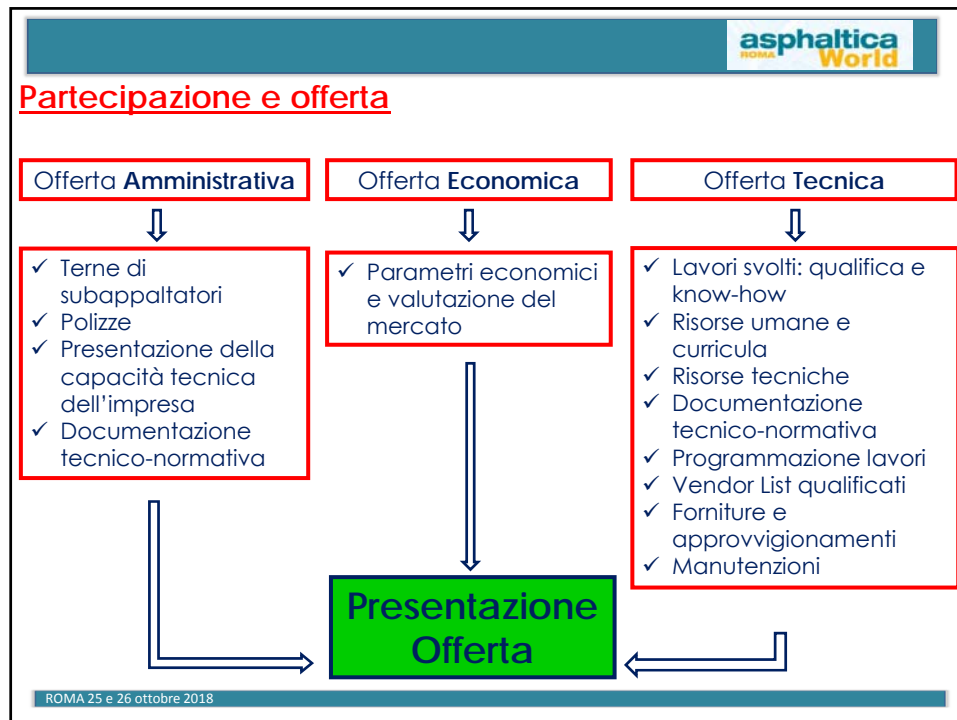 asphaltica
ROMA World
Partecipazione e offerta
Offerta Amministrativa
Offerta Economica
Offerta Tecnica
✓ Terne di
subappaltatori
✓ Polizze
✓ Presentazione della
capacità tecnica
dell'impresa
✓ Documentazione
tecnico-normativa
✓ Parametri economici
e valutazione del
mercato
✓ Lavori svolti: qualifica e
know-how
✓ Risorse umane e
curricula
✓ Risorse tecniche
✓ Documentazione
tecnico-normativa
✓ Programmazione lavori
✓ Vendor List qualificati
✓ Forniture e
approvvigionamenti
✓ Manutenzioni
Presentazione
Offerta
ROMA 25 e 26 ottobre 2018